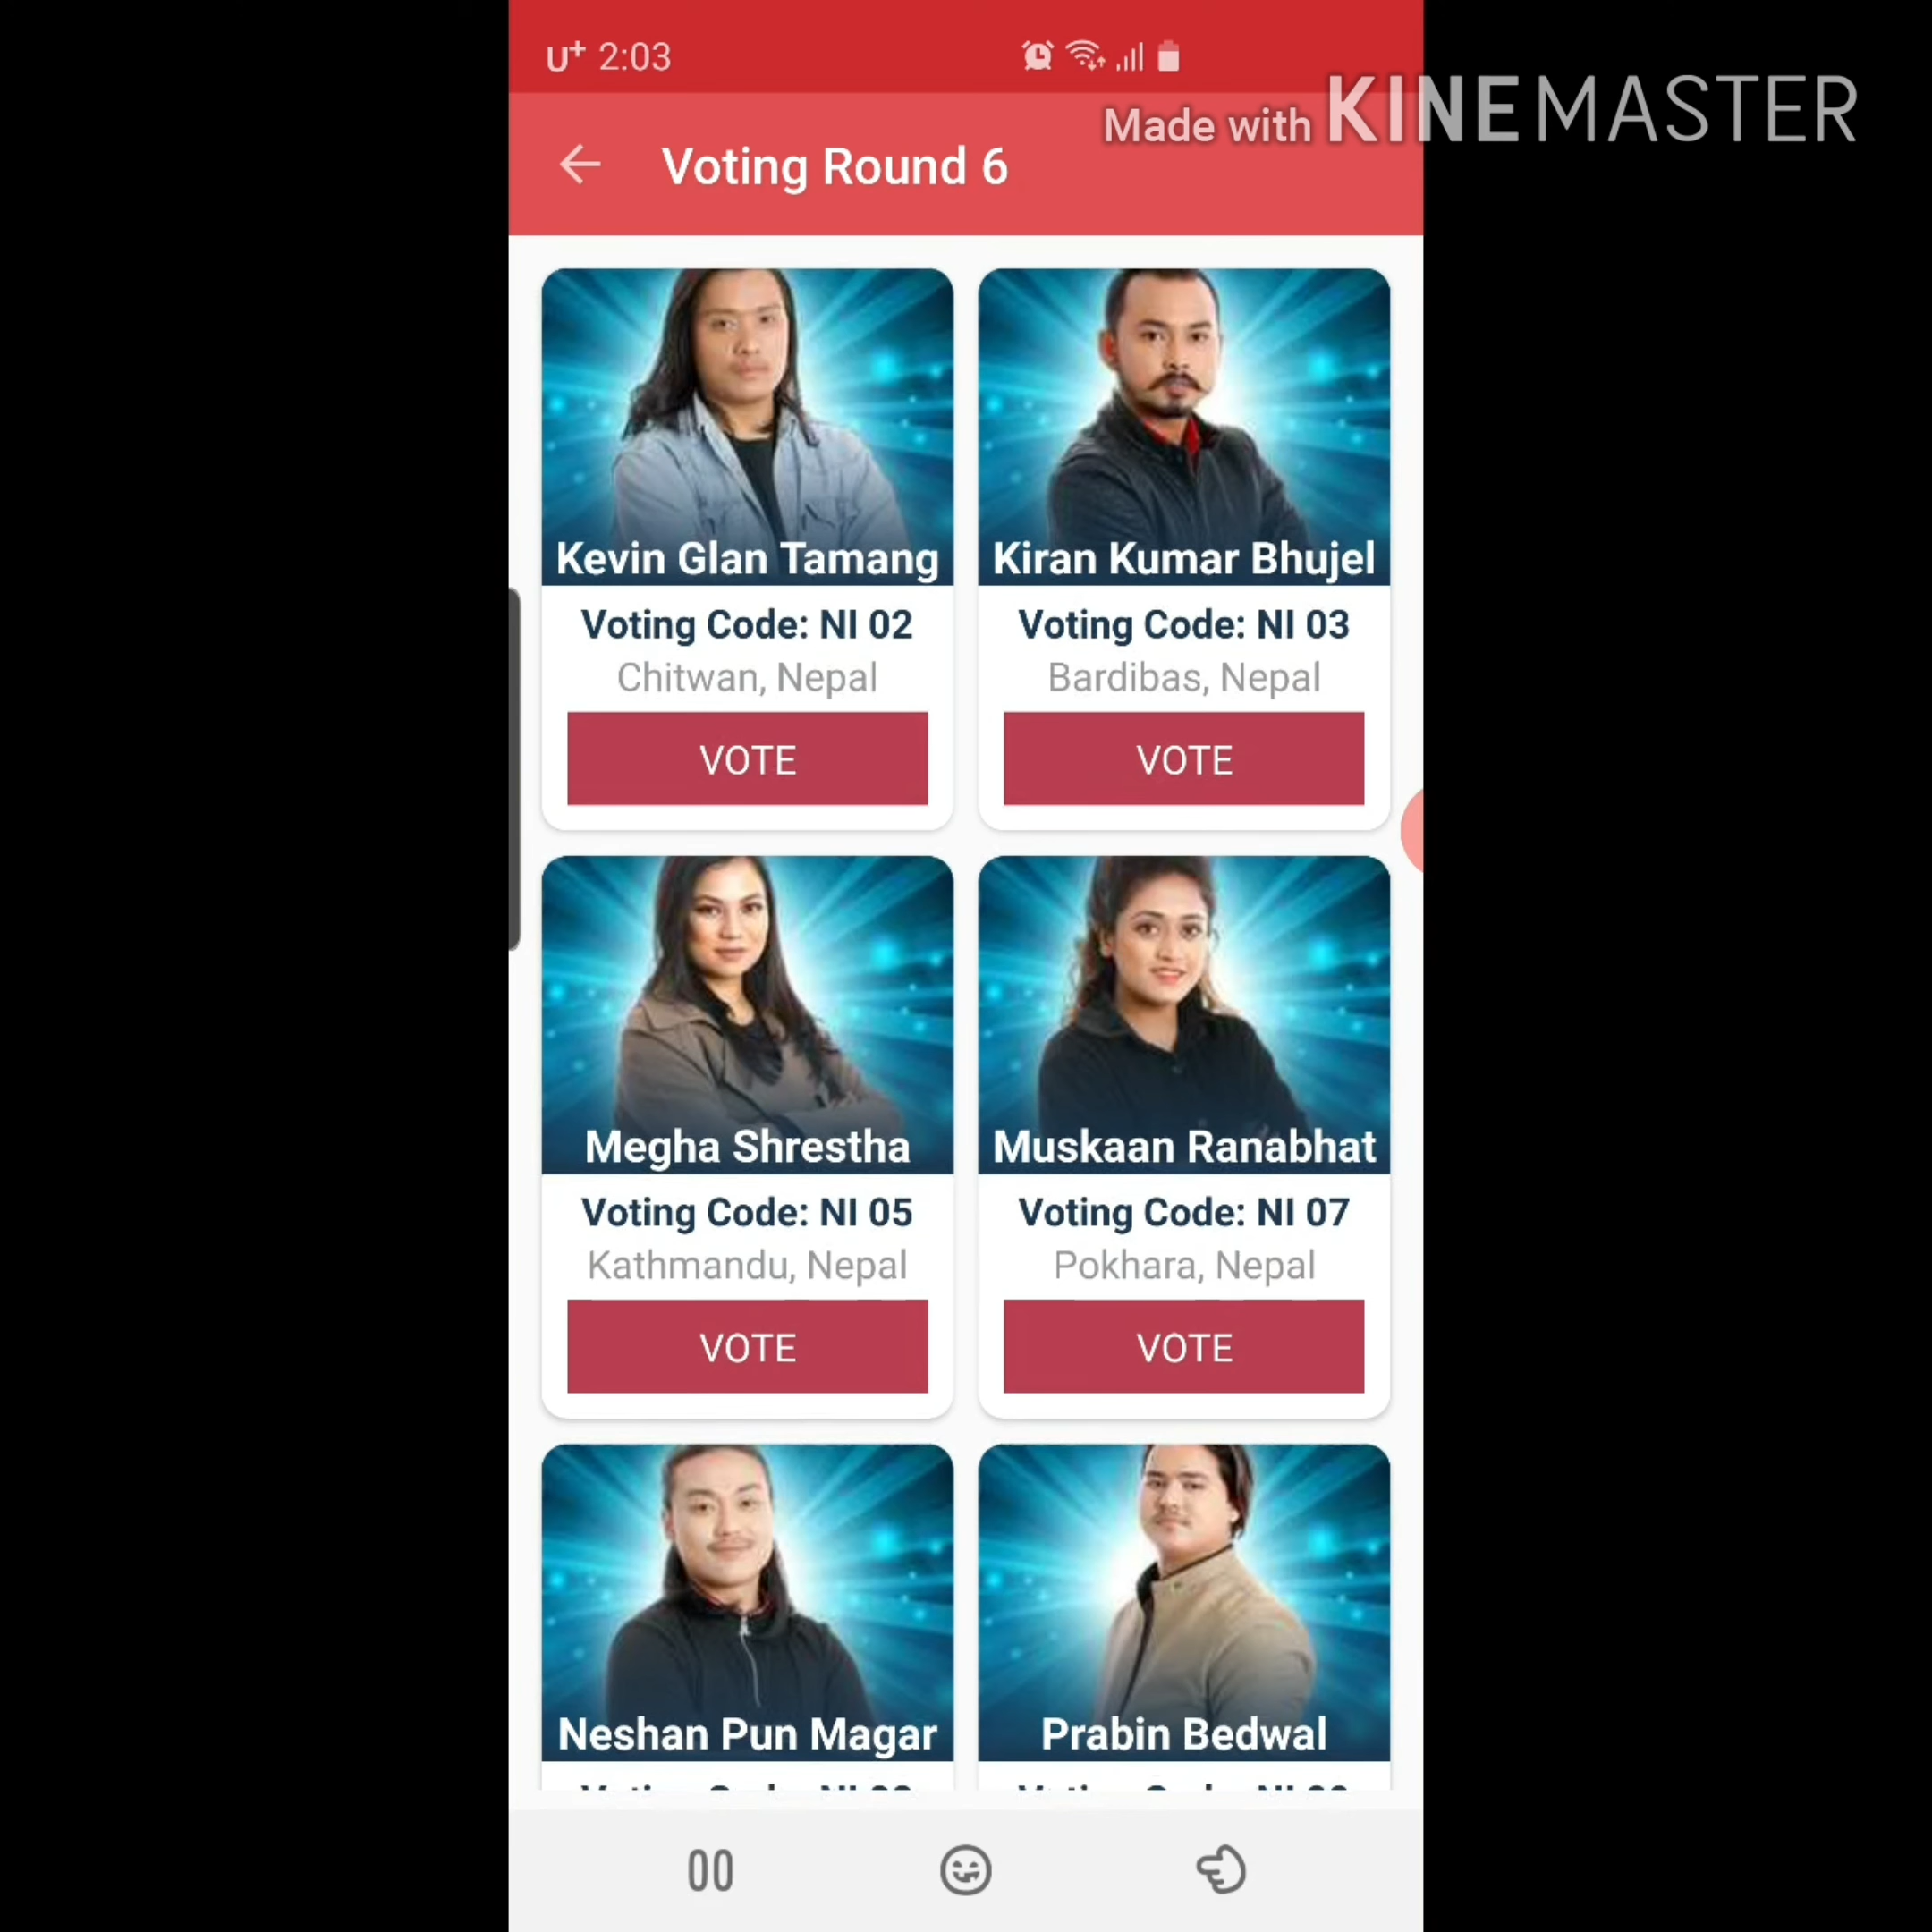 U+ 2:03
Made with KINEMASTER
Voting Round 6
Kevin Glan Tamang
Voting Code: NI 02
Chitwan, Nepal
VOTE
Kiran Kumar Bhujel
Voting Code: NI 03
Bardibas, Nepal
VOTE
Megha Shrestha
Voting Code: NI 05
Kathmandu, Nepal
VOTE
Muskaan Ranabhat
Voting Code: NI 07
Pokhara, Nepal
VOTE
Neshan Pun Magar
Prabin Bedwal